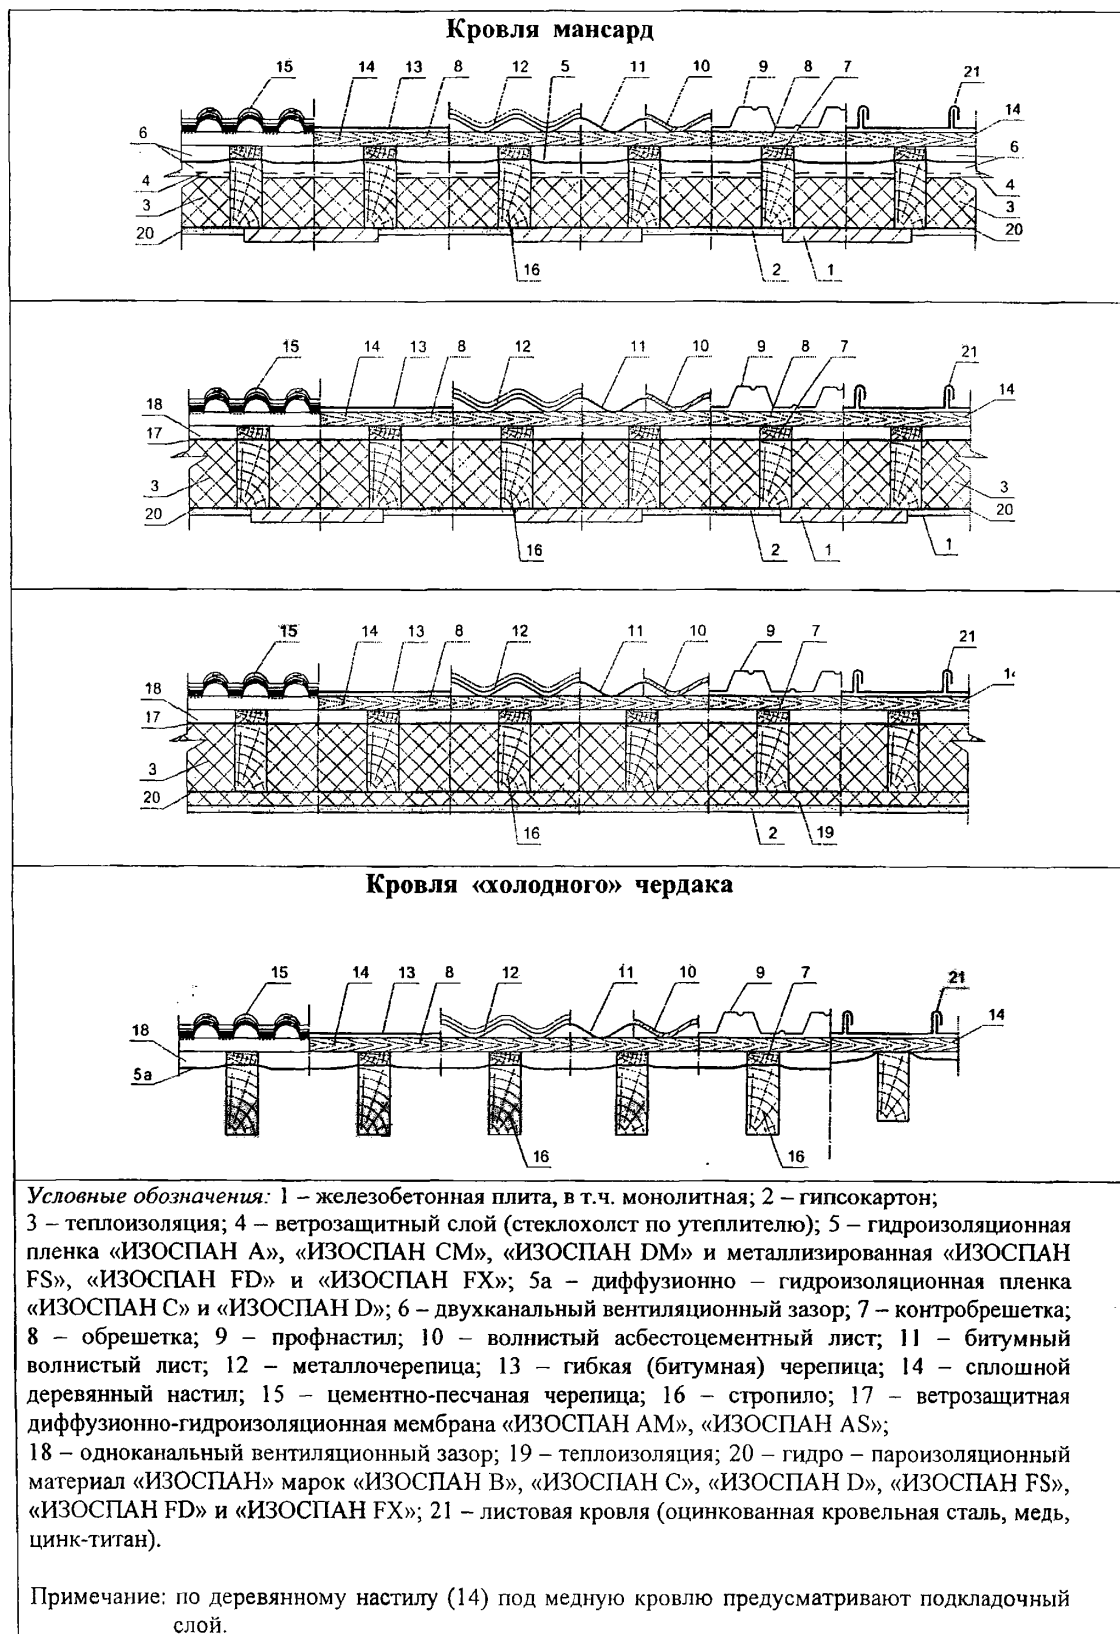 Кровля мансард
15 14 13 8 12 5 11 10 9 8 7 21
14
6 6
4 4
3 3
20 20
16 2 1
15 14 13 8 12 11 10 9 8 7 21
18 14
17
3 3
20 20
16 2 1 1
15 14 13 8 12 11 10 9 7 21
18
17
3
20
16 2 19
Кровля «холодного» чердака
15 14 13 8 12 11 10 9 7 21
18 14
5а
16 16
Условные обозначения: 1 – железобетонная плита, в т.ч. монолитная; 2 – гипсокартон;
3 – теплоизоляция; 4 – ветрозащитный слой (стеклохолст по утеплителю); 5 – гидроизоляционная
пленка «ИЗОСПАН А», «ИЗОСПАН СМ», «ИЗОСПАН DM» и металлизированная «ИЗОСПАН
FS», «ИЗОСПАН FD» и «ИЗОСПАН FX»; 5а – диффузионно – гидроизоляционная пленка
«ИЗОСПАН С» и «ИЗОСПАН D»; 6 – двухканальный вентиляционный зазор; 7 – контробрешетка;
8 – обрешетка; 9 – профнастил; 10 – волнистый асбестоцементный лист; 11 – битумный
волнистый лист; 12 – металлочерепица; 13 – гибкая (битумная) черепица; 14 – сплошной
деревянный настил; 15 – цементно-песчаная черепица; 16 – стропило; 17 – ветрозащитная
диффузионно-гидроизоляционная мембрана «ИЗОСПАН АМ», «ИЗОСПАН AS»;
18 – одноканальный вентиляционный зазор; 19 – теплоизоляция; 20 – гидро – пароизоляционный
материал «ИЗОСПАН» марок «ИЗОСПАН В», «ИЗОСПАН С», «ИЗОСПАН D», «ИЗОСПАН FS»,
«ИЗОСПАН FD» и «ИЗОСПАН FX»; 21 – листовая кровля (оцинкованная кровельная сталь, медь,
цинк-титан).
Примечание: по деревянному настилу (14) под медную кровлю предусматривают подкладочный
слой.